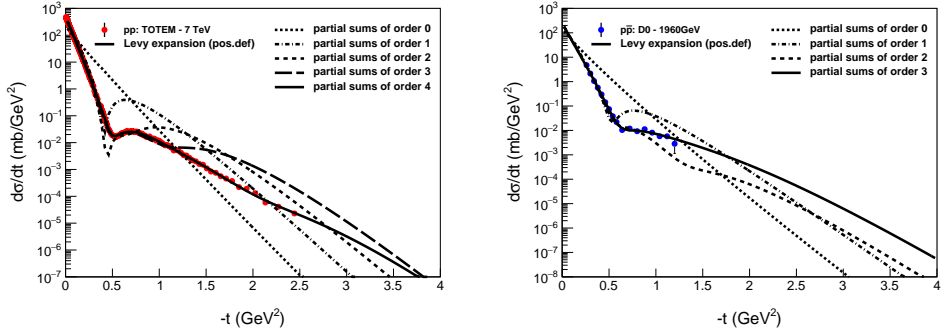 pp: TOTEM - 7 TeV
Levy expansion (pos.def)
partial sums of order 0
partial sums of order 1
partial sums of order 2
partial sums of order 3
partial sums of order 4
dσ/dt (mb/GeV²)
10³
10²
10
1
10⁻¹
10⁻²
10⁻³
10⁻⁴
10⁻⁵
10⁻⁶
10⁻⁷
0 0.5 1 1.5 2 2.5 3 3.5 4
-t (GeV²)
pp̅: D0 - 1960GeV
Levy expansion (pos.def)
partial sums of order 0
partial sums of order 1
partial sums of order 2
partial sums of order 3
dσ/dt (mb/GeV²)
10³
10²
10
1
10⁻¹
10⁻²
10⁻³
10⁻⁴
10⁻⁵
10⁻⁶
10⁻⁷
10⁻⁸
0 0.5 1 1.5 2 2.5 3 3.5 4
-t (GeV²)